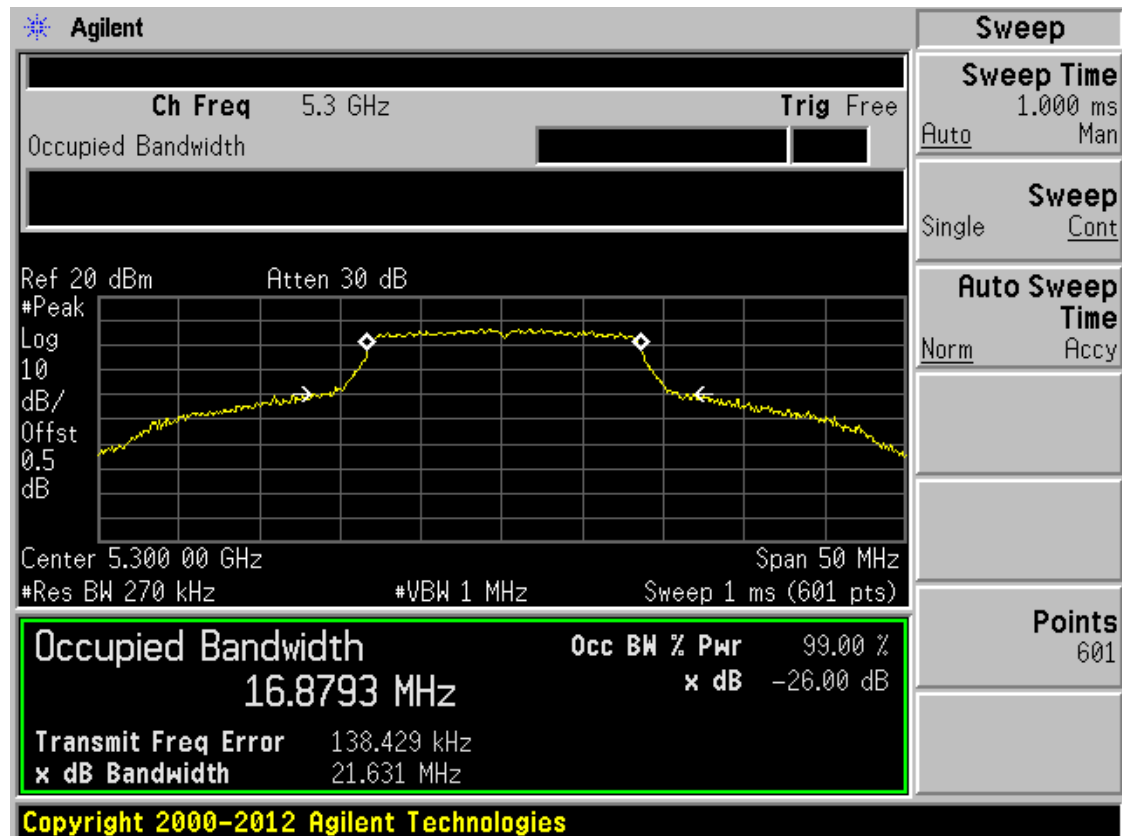 Agilent
Ch Freq 5.3 GHz Trig Free
Occupied Bandwidth
Ref 20 dBm Atten 30 dB
#Peak
Log
10
dB/
Offst
0.5
dB
Center 5.300 00 GHz Span 50 MHz
#Res BW 270 kHz #VBW 1 MHz Sweep 1 ms (601 pts)
Occupied Bandwidth Occ BW % Pwr 99.00 %
16.8793 MHz x dB -26.00 dB
Transmit Freq Error 138.429 kHz
x dB Bandwidth 21.631 MHz
Copyright 2000-2012 Agilent Technologies
Sweep
Sweep Time
1.000 ms
Auto Man
Sweep
Single Cont
Auto Sweep
Time
Norm Accy
Points
601